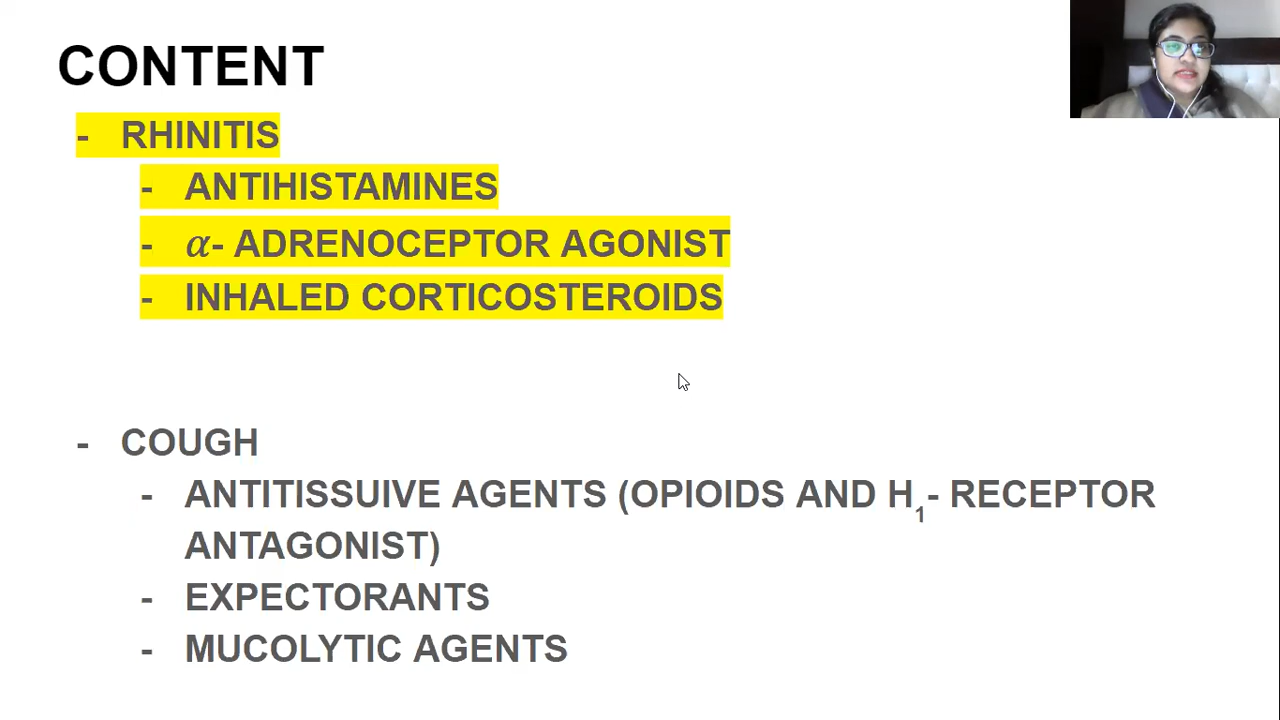 CONTENT
- RHINITIS
- ANTIHISTAMINES
- α- ADRENOCEPTOR AGONIST
- INHALED CORTICOSTEROIDS
- COUGH
- ANTITISSUIVE AGENTS (OPIOIDS AND H₁- RECEPTOR
ANTAGONIST)
- EXPECTORANTS
- MUCOLYTIC AGENTS